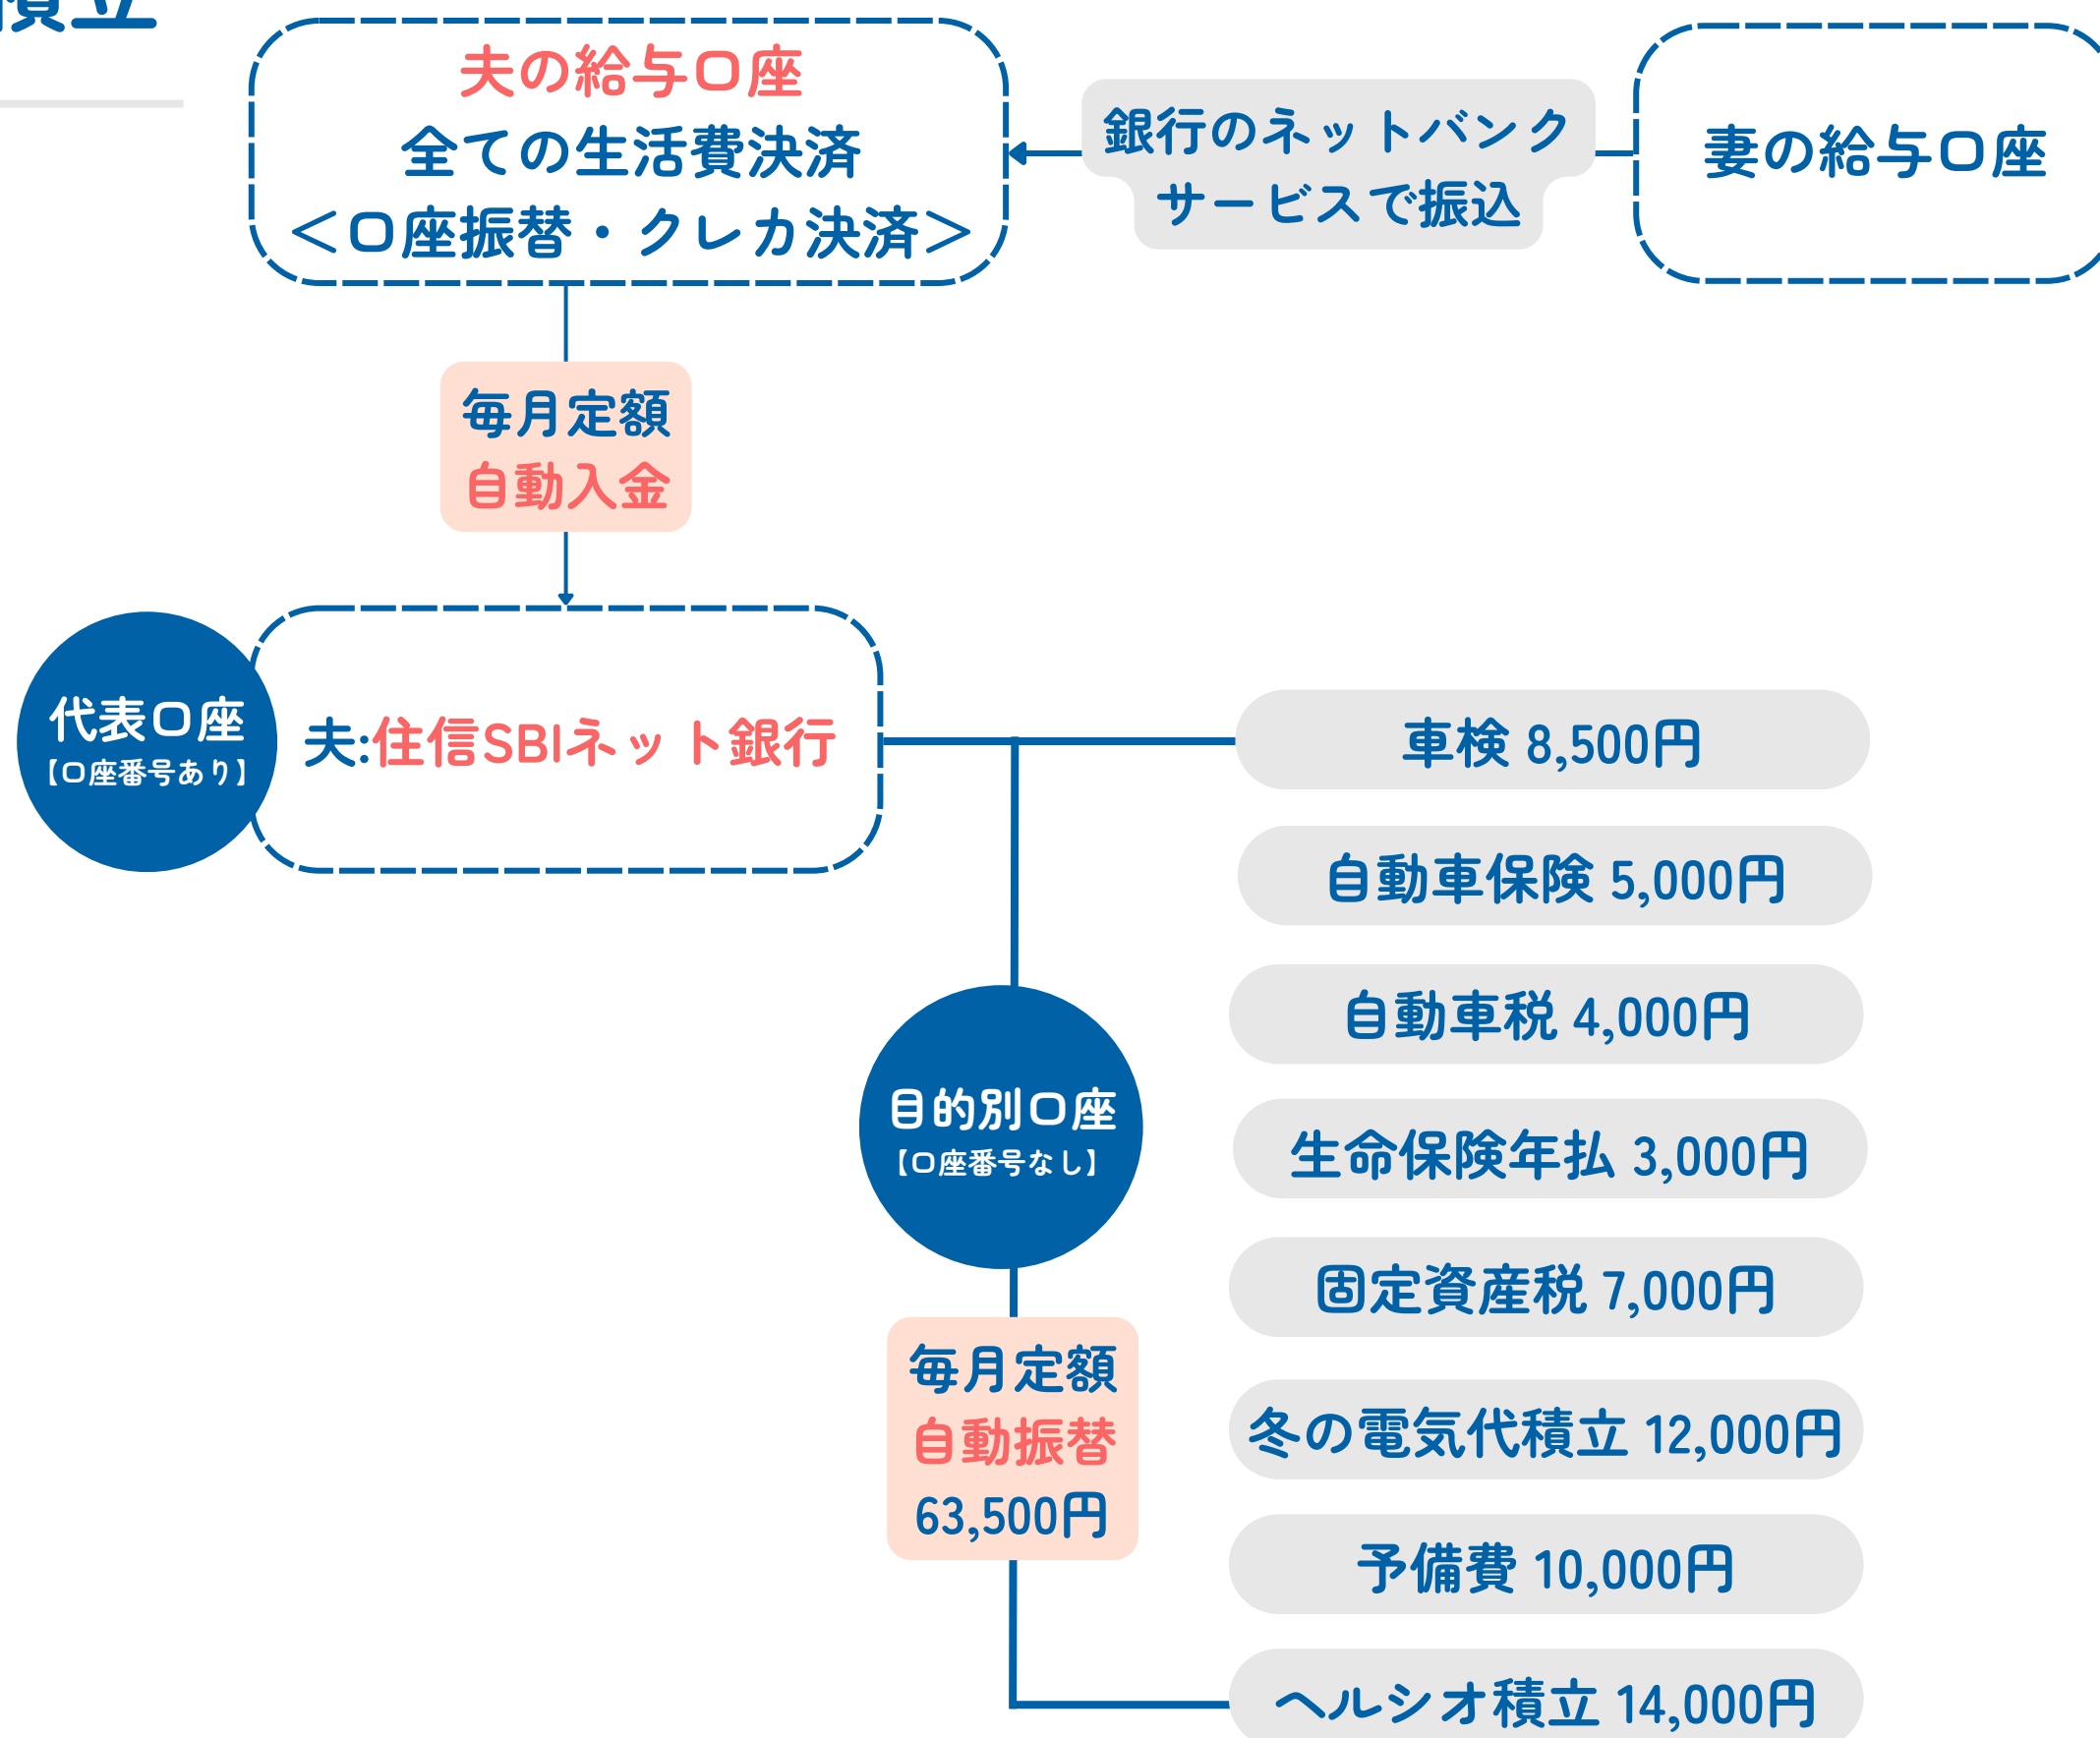 積立
夫の給与口座
全ての生活費決済
＜口座振替・クレカ決済＞
銀行のネットバンク
サービスで振込
妻の給与口座
毎月定額
自動入金
代表口座
【口座番号あり】
夫:住信SBIネット銀行
車検 8,500円
自動車保険 5,000円
自動車税 4,000円
生命保険年払 3,000円
固定資産税 7,000円
冬の電気代積立 12,000円
予備費 10,000円
ヘルシオ積立 14,000円
目的別口座
【口座番号なし】
毎月定額
自動振替
63,500円